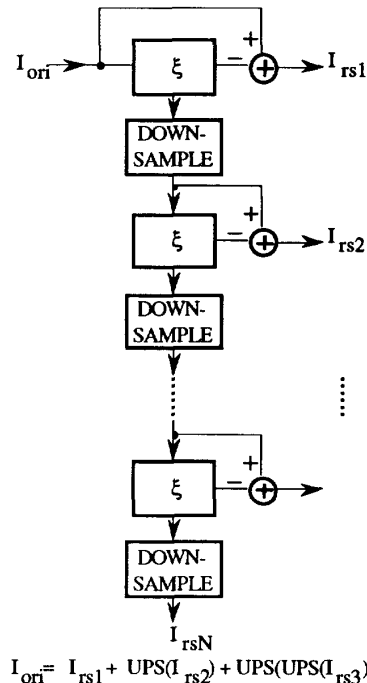 I_ori
ξ
− + +
I_rs1
DOWN-
SAMPLE
ξ
− + +
I_rs2
DOWN-
SAMPLE
ξ
− + +
DOWN-
SAMPLE
I_rsN
I_ori= I_rs1 + UPS(I_rs2) + UPS(UPS(I_rs3)